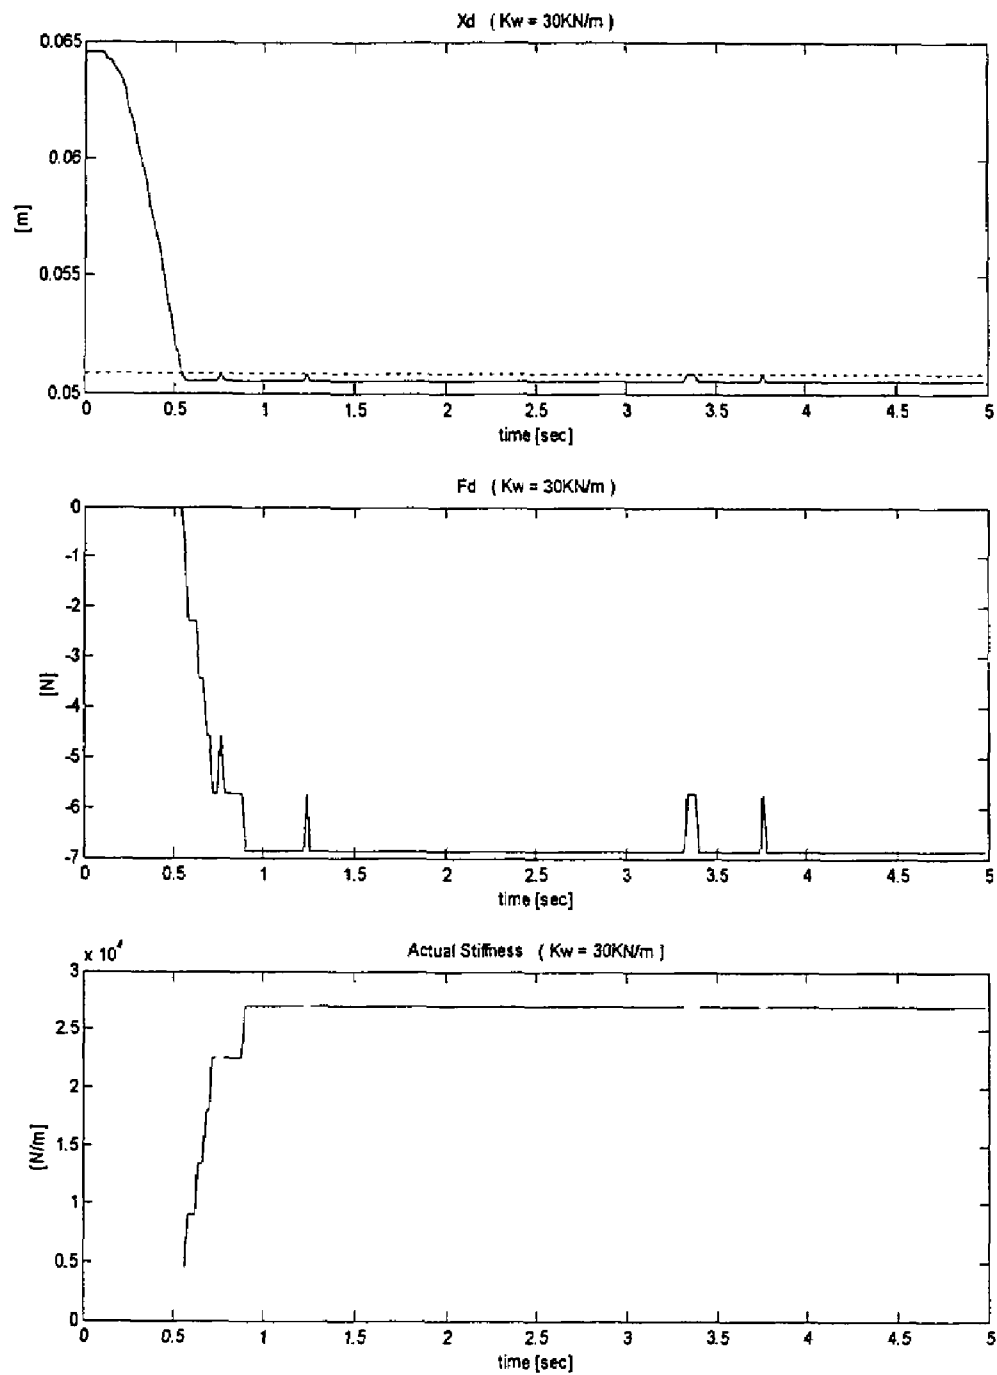 Xd ( Kw = 30KN/m )
0.065
0.06
0.055
0.05
[m]
0 0.5 1 1.5 2 2.5 3 3.5 4 4.5 5
time [sec]
Fd ( Kw = 30KN/m )
0
-1
-2
-3
-4
-5
-6
-7
[N]
0 0.5 1 1.5 2 2.5 3 3.5 4 4.5 5
time [sec]
x 10^4
Actual Stiffness ( Kw = 30KN/m ]
3
2.5
2
1.5
1
0.5
0
[N/m]
0 0.5 1 1.5 2 2.5 3 3.5 4 4.5 5
time [sec]